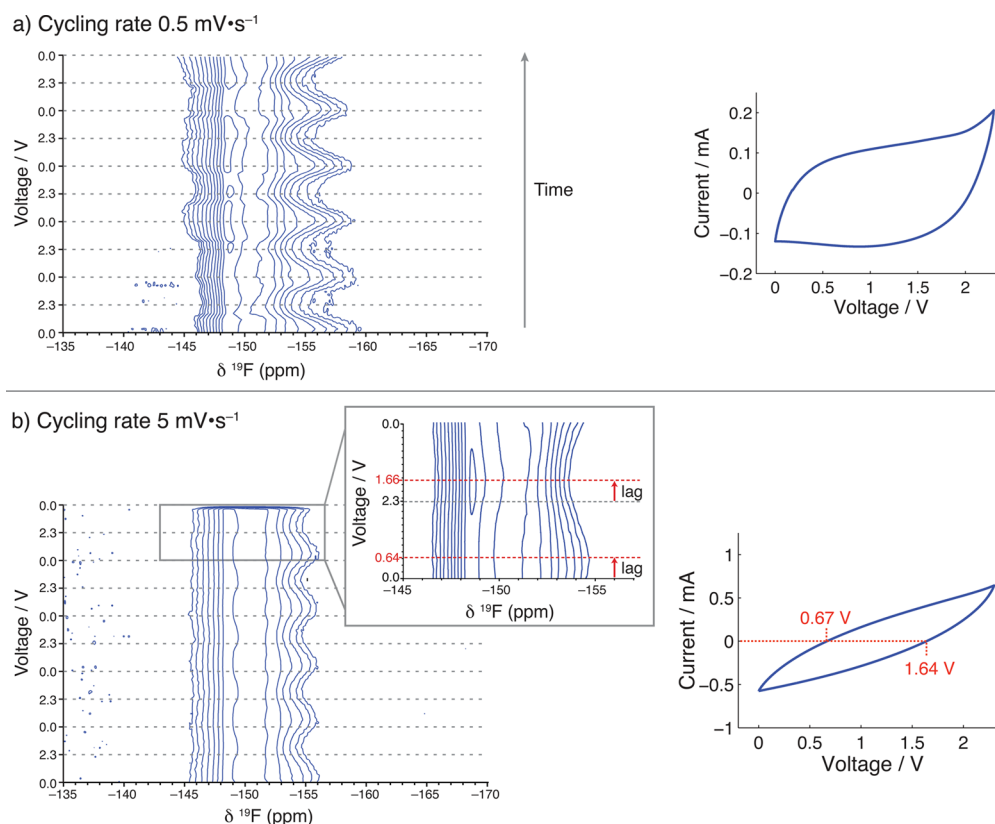 a) Cycling rate 0.5 mV•s⁻¹
Voltage / V
0.0
2.3
0.0
2.3
0.0
2.3
0.0
2.3
0.0
2.3
0.0
−135 −140 −145 −150 −155 −160 −165 −170
δ ¹⁹F (ppm)
Time
Current / mA
0.2
0.1
0
−0.1
−0.2
0 0.5 1 1.5 2
Voltage / V
b) Cycling rate 5 mV•s⁻¹
Voltage / V
0.0
2.3
0.0
2.3
0.0
2.3
0.0
2.3
0.0
2.3
0.0
−135 −140 −145 −150 −155 −160 −165 −170
δ ¹⁹F (ppm)
Voltage / V
0.0
1.66
lag
2.3
0.64
lag
0.0
−145 −150 −155
δ ¹⁹F (ppm)
Current / mA
1
0.5
0
−0.5
−1
0.67 V
1.64 V
0 0.5 1 1.5 2
Voltage / V